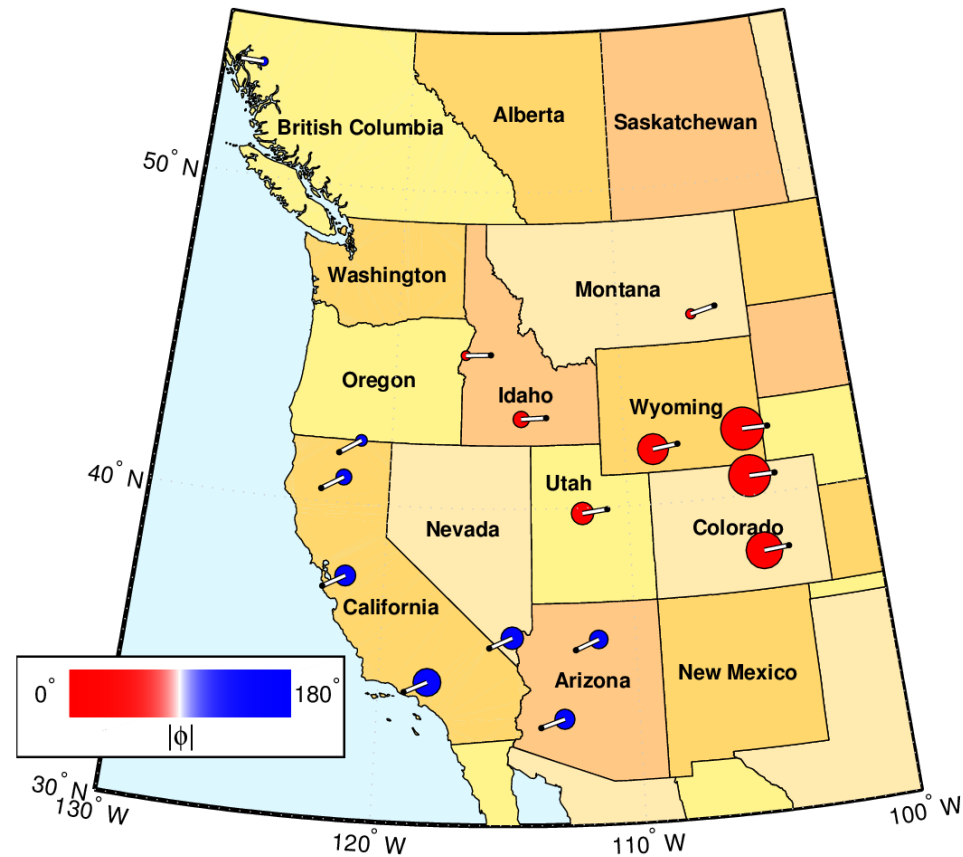 British Columbia
Alberta
Saskatchewan
50° N
Washington
Montana
Oregon
Idaho
Wyoming
40° N
Utah
Nevada
Colorado
California
Arizona
New Mexico
0°
180°
|ϕ|
30° N
130° W
120° W
110° W
100° W